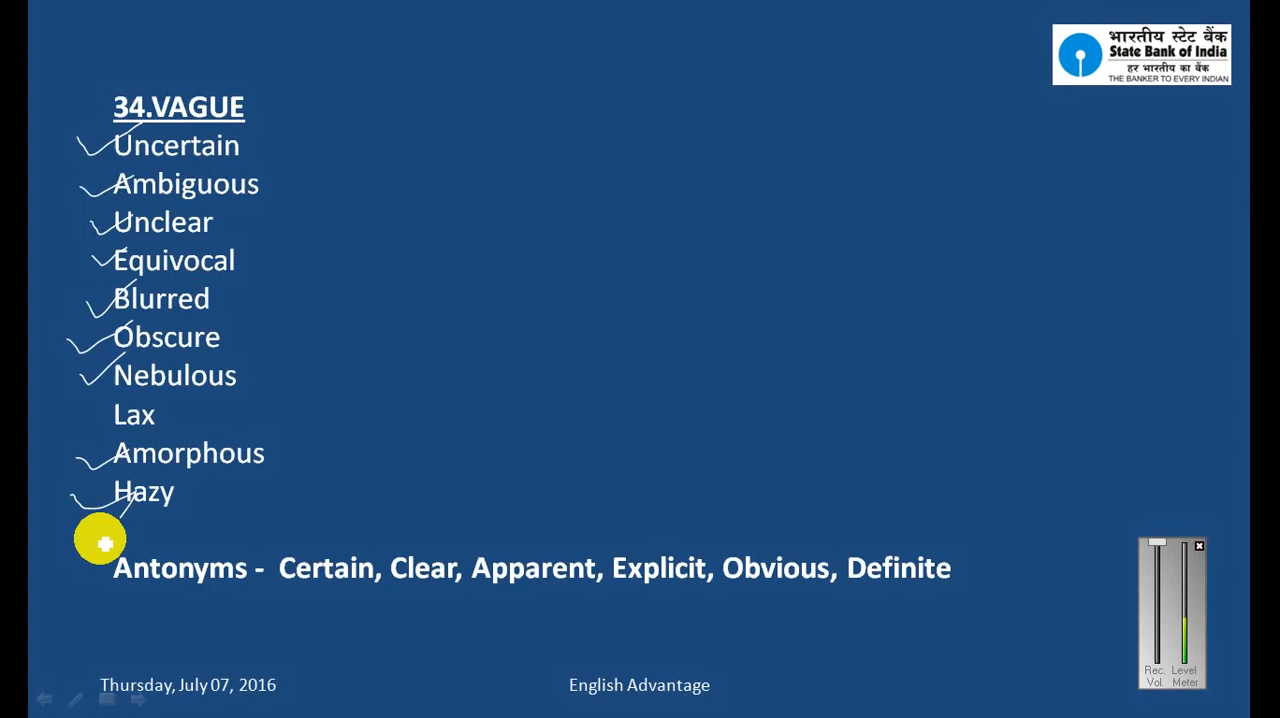 भारतीय स्टेट बैंक
State Bank of India
हर भारतीय का बैंक
THE BANKER TO EVERY INDIAN
34.VAGUE
Uncertain
Ambiguous
Unclear
Equivocal
Blurred
Obscure
Nebulous
Lax
Amorphous
Hazy
Antonyms - Certain, Clear, Apparent, Explicit, Obvious, Definite
Rec. Level
Vol. Meter
Thursday, July 07, 2016 English Advantage